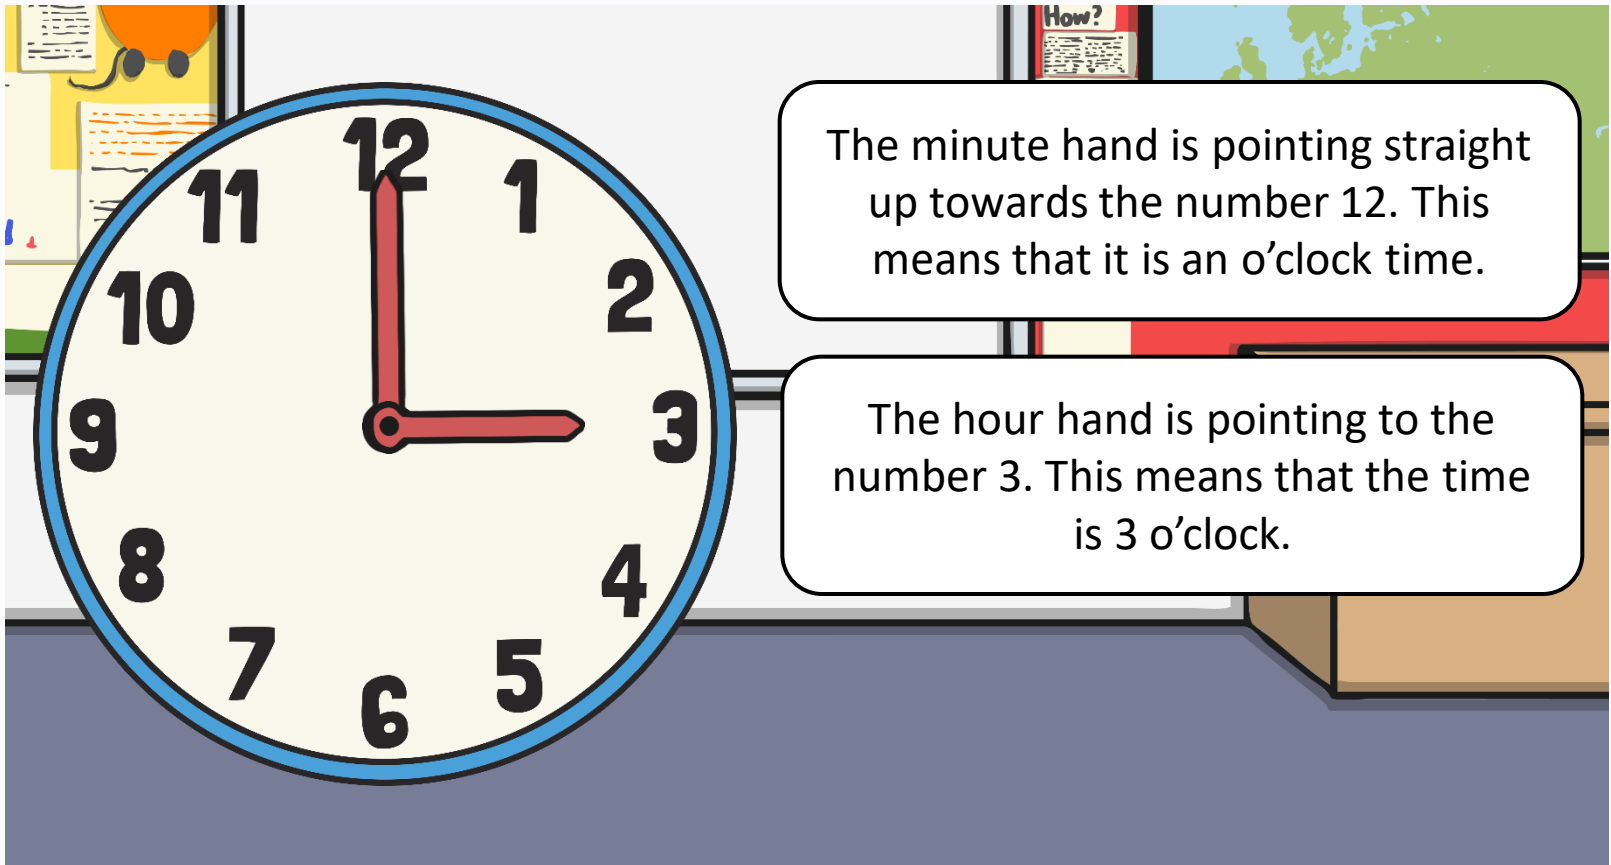 How?
12
11
1
10
2
9
3
8
4
7
5
6
The minute hand is pointing straight
up towards the number 12. This
means that it is an o’clock time.
The hour hand is pointing to the
number 3. This means that the time
is 3 o’clock.